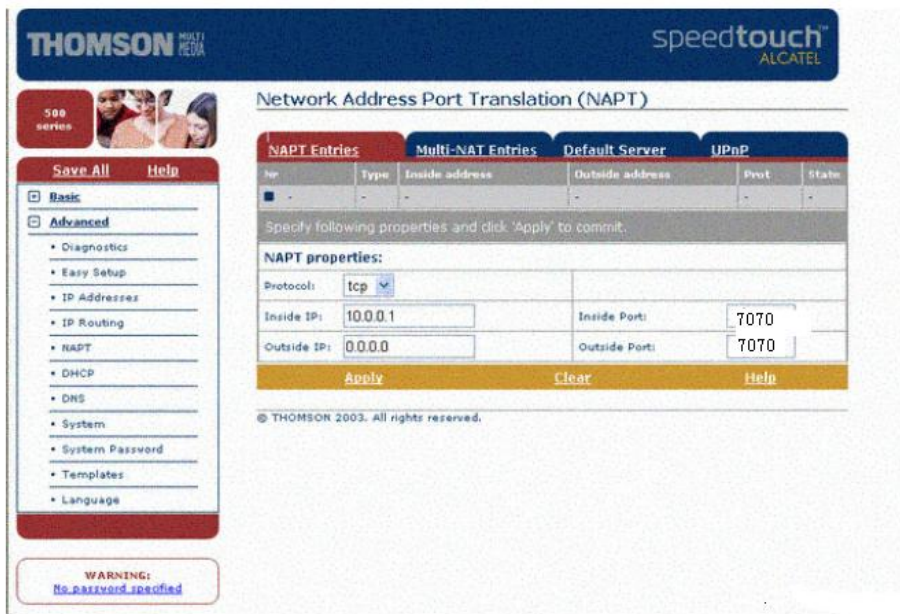 THOMSON MULTI MEDIA
speedtouch™
ALCATEL
500 series
Save All Help
Basic
Advanced
• Diagnostics
• Easy Setup
• IP Addresses
• IP Routing
• NAPT
• DHCP
• DNS
• System
• System Password
• Templates
• Language
WARNING:
No password specified
Network Address Port Translation (NAPT)
NAPT Entries Multi-NAT Entries Default Server UPnP
Nr Type Inside address Outside address Prot State
- - - - - -
Specify following properties and click 'Apply' to commit.
NAPT properties:
Protocol: tcp
Inside IP: 10.0.0.1 Inside Port: 7070
Outside IP: 0.0.0.0 Outside Port: 7070
Apply Clear Help
© THOMSON 2003. All rights reserved.